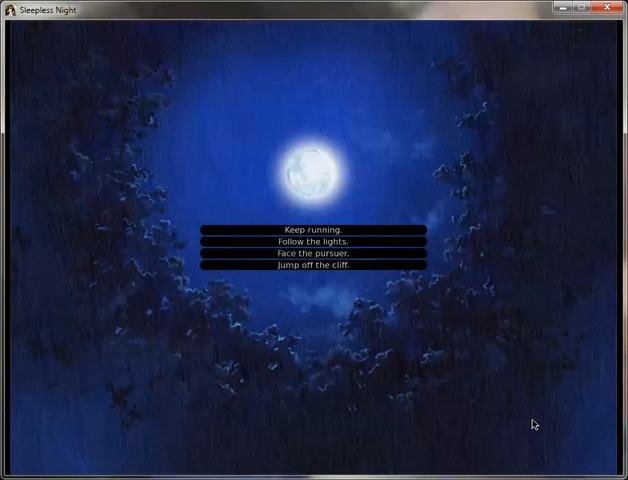 Sleepless Night
Keep running.
Follow the lights.
Face the pursuer.
Jump off the cliff.